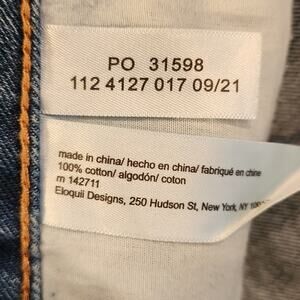 PO 31598
112 4127 017 09/21
made in china/ hecho en china/ fabriqué en chine
100% cotton/ algodón/ coton
m 142711
Eloquii Designs, 250 Hudson St, New York, NY